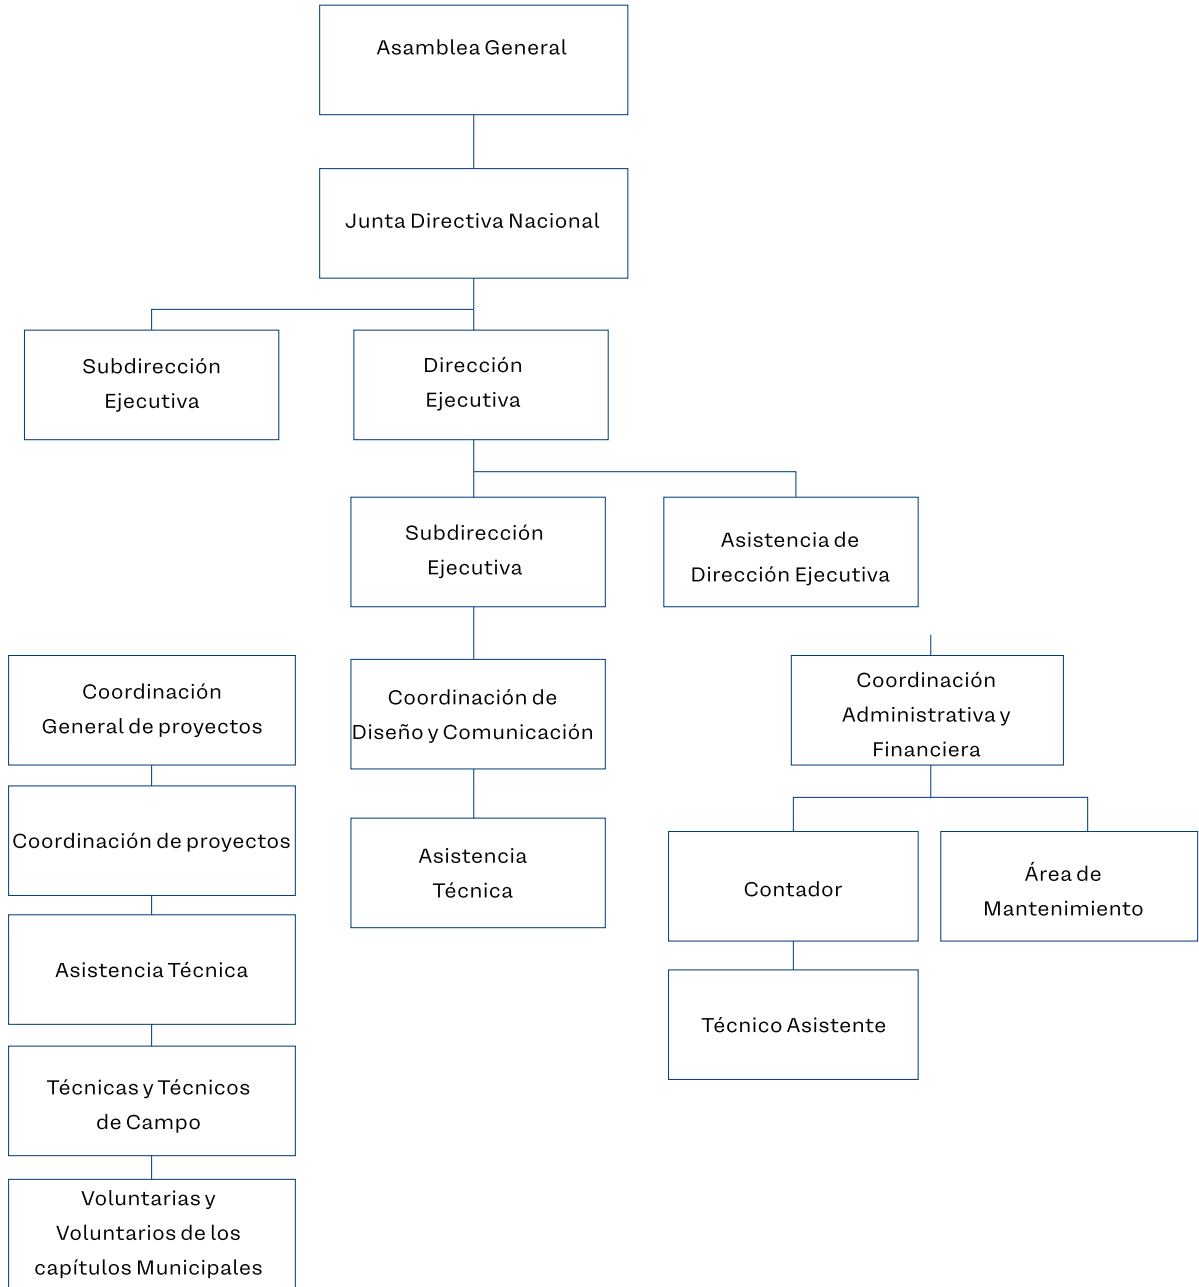 Asamblea General
Junta Directiva Nacional
Subdirección
Ejecutiva
Dirección
Ejecutiva
Subdirección
Ejecutiva
Asistencia de
Dirección Ejecutiva
Coordinación
General de proyectos
Coordinación de
Diseño y Comunicación
Coordinación
Administrativa y
Financiera
Coordinación de proyectos
Asistencia
Técnica
Contador
Área de
Mantenimiento
Asistencia Técnica
Técnico Asistente
Técnicas y Técnicos
de Campo
Voluntarias y
Voluntarios de los
capítulos Municipales